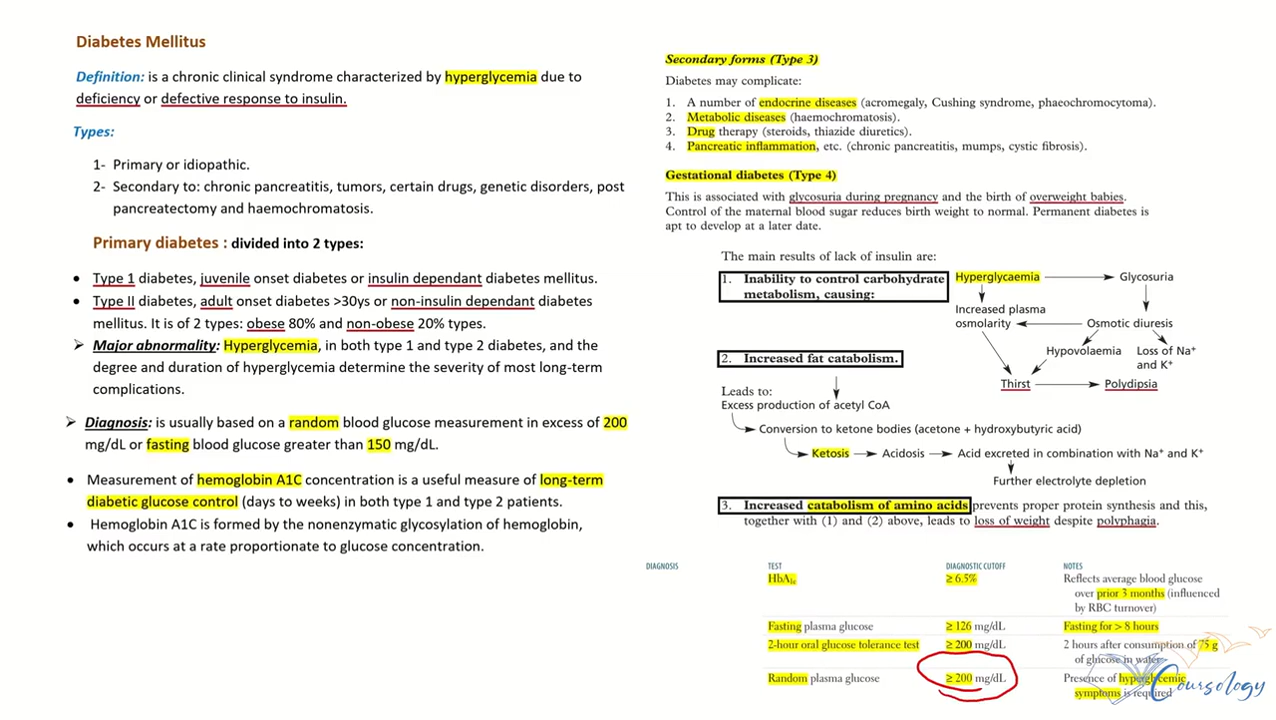 Diabetes Mellitus
Definition: is a chronic clinical syndrome characterized by hyperglycemia due to
deficiency or defective response to insulin.
Types:
1- Primary or idiopathic.
2- Secondary to: chronic pancreatitis, tumors, certain drugs, genetic disorders, post
pancreatectomy and haemochromatosis.
Primary diabetes : divided into 2 types:
• Type 1 diabetes, juvenile onset diabetes or insulin dependant diabetes mellitus.
• Type II diabetes, adult onset diabetes >30ys or non-insulin dependant diabetes
mellitus. It is of 2 types: obese 80% and non-obese 20% types.
➢ Major abnormality: Hyperglycemia, in both type 1 and type 2 diabetes, and the
degree and duration of hyperglycemia determine the severity of most long-term
complications.
➢ Diagnosis: is usually based on a random blood glucose measurement in excess of 200
mg/dL or fasting blood glucose greater than 150 mg/dL.
• Measurement of hemoglobin A1C concentration is a useful measure of long-term
diabetic glucose control (days to weeks) in both type 1 and type 2 patients.
• Hemoglobin A1C is formed by the nonenzymatic glycosylation of hemoglobin,
which occurs at a rate proportionate to glucose concentration.
Secondary forms (Type 3)
Diabetes may complicate:
1. A number of endocrine diseases (acromegaly, Cushing syndrome, phaeochromocytoma).
2. Metabolic diseases (haemochromatosis).
3. Drug therapy (steroids, thiazide diuretics).
4. Pancreatic inflammation, etc. (chronic pancreatitis, mumps, cystic fibrosis).
Gestational diabetes (Type 4)
This is associated with glycosuria during pregnancy and the birth of overweight babies.
Control of the maternal blood sugar reduces birth weight to normal. Permanent diabetes is
apt to develop at a later date.
The main results of lack of insulin are:
1. Inability to control carbohydrate
metabolism, causing:
Hyperglycaemia Glycosuria
Increased plasma
osmolarity Osmotic diuresis
Hypovolaemia Loss of Na⁺
and K⁺
Thirst Polydipsia
2. Increased fat catabolism.
Leads to:
Excess production of acetyl CoA
Conversion to ketone bodies (acetone + hydroxybutyric acid)
Ketosis Acidosis Acid excreted in combination with Na⁺ and K⁺
Further electrolyte depletion
3. Increased catabolism of amino acids prevents proper protein synthesis and this,
together with (1) and (2) above, leads to loss of weight despite polyphagia.
DIAGNOSIS TEST DIAGNOSTIC CUTOFF NOTES
HbA1c ≥ 6.5% Reflects average blood glucose
over prior 3 months (influenced
by RBC turnover)
Fasting plasma glucose ≥ 126 mg/dL Fasting for > 8 hours
2-hour oral glucose tolerance test ≥ 200 mg/dL 2 hours after consumption of 75 g
of glucose in water
Random plasma glucose ≥ 200 mg/dL Presence of hyperglycemic
symptoms is required
Coursology